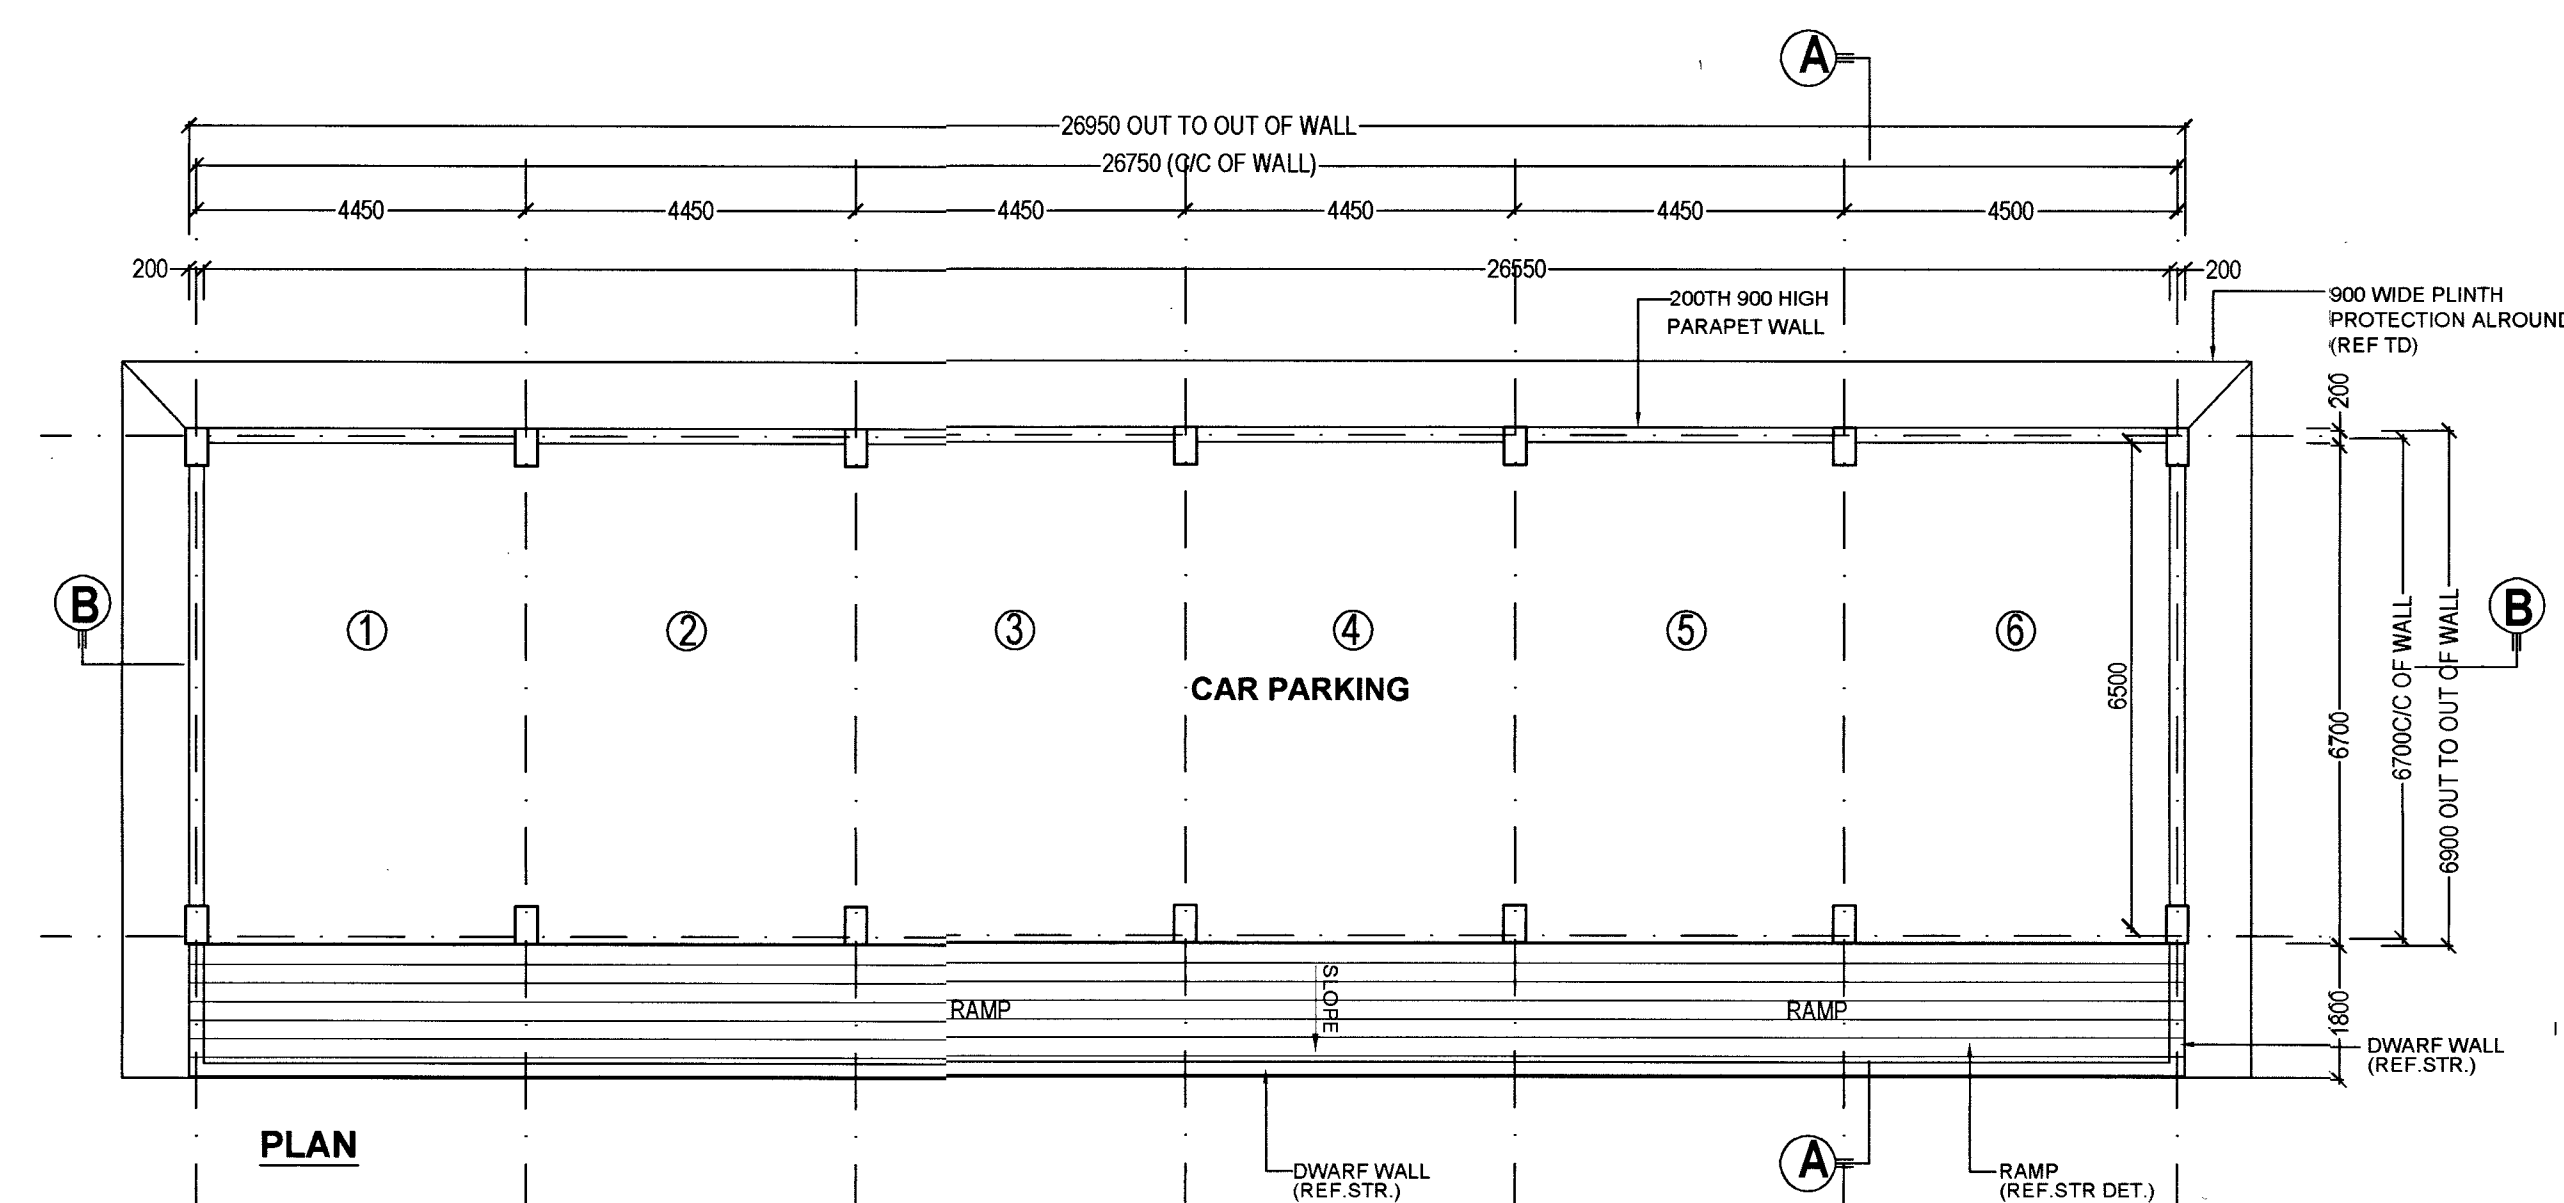 A
26950 OUT TO OUT OF WALL
26750 (C/C OF WALL)
4450 4450 4450 4450 4450 4500
200 26550 200
200TH 900 HIGH
PARAPET WALL
900 WIDE PLINTH
PROTECTION ALROUND
(REF TD)
200
B
1 2 3 4 5 6
CAR PARKING
6500
6700
6700C/C OF WALL
6900 OUT TO OUT OF WALL
B
RAMP
SLOPE
RAMP
1800
DWARF WALL
(REF.STR.)
PLAN
DWARF WALL
(REF.STR.)
A
RAMP
(REF.STR DET.)